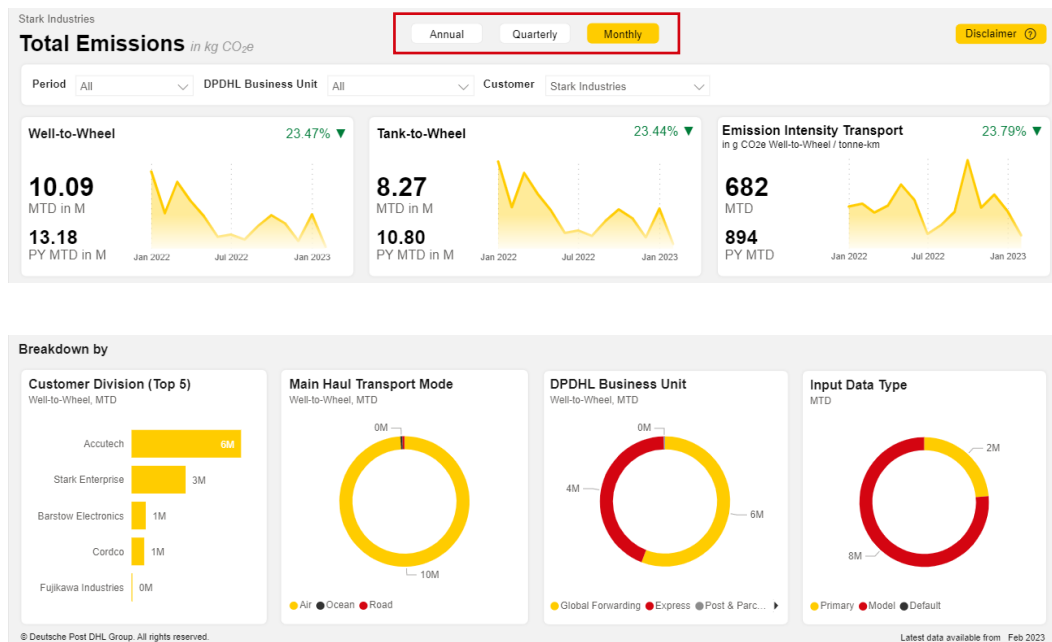 Stark Industries
Total Emissions in kg CO₂e
Annual Quarterly Monthly
Disclaimer ?
Period All DPDHL Business Unit All Customer Stark Industries
Well-to-Wheel 23.47% ▼
10.09
MTD in M
13.18
PY MTD in M
Jan 2022 Jul 2022 Jan 2023
Tank-to-Wheel 23.44% ▼
8.27
MTD in M
10.80
PY MTD in M
Jan 2022 Jul 2022 Jan 2023
Emission Intensity Transport 23.79% ▼
in g CO2e Well-to-Wheel / tonne-km
682
MTD
894
PY MTD
Jan 2022 Jul 2022 Jan 2023
Breakdown by
Customer Division (Top 5)
Well-to-Wheel, MTD
Accutech 6M
Stark Enterprise 3M
Barstow Electronics 1M
Cordco 1M
Fujikawa Industries 0M
Main Haul Transport Mode
Well-to-Wheel, MTD
0M
10M
Air Ocean Road
DPDHL Business Unit
Well-to-Wheel, MTD
0M
4M
6M
Global Forwarding Express Post & Parc...
Input Data Type
MTD
2M
8M
Primary Model Default
© Deutsche Post DHL Group. All rights reserved.
Latest data available from Feb 2023